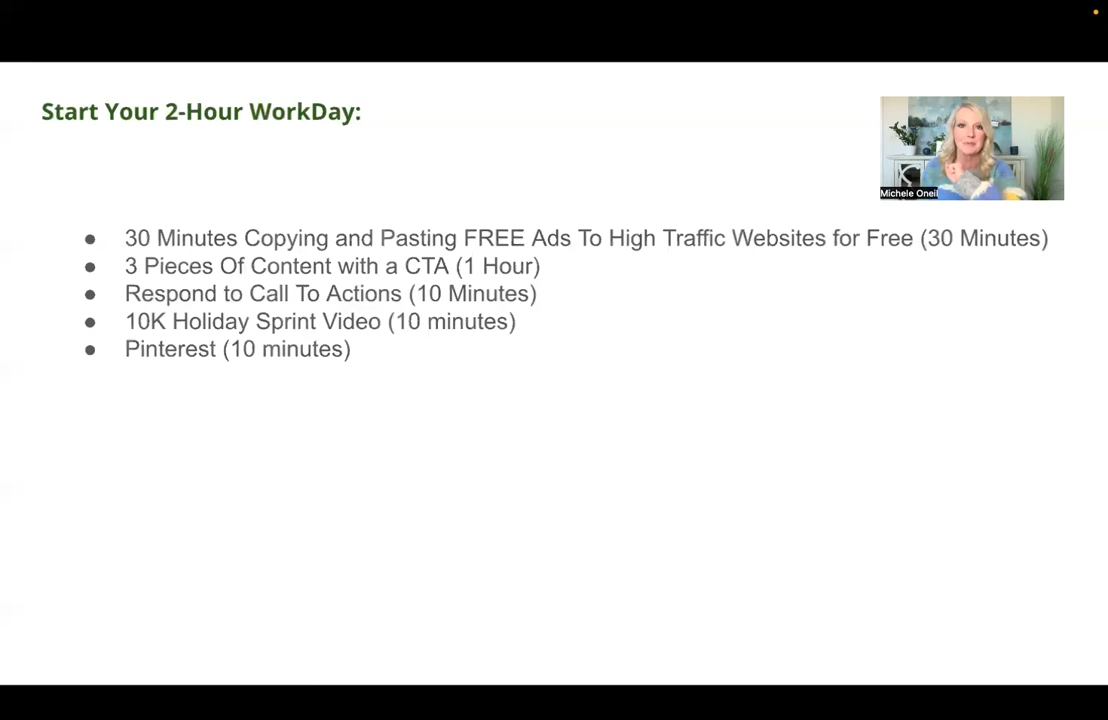 Start Your 2-Hour WorkDay:
Michele Oneil
● 30 Minutes Copying and Pasting FREE Ads To High Traffic Websites for Free (30 Minutes)
● 3 Pieces Of Content with a CTA (1 Hour)
● Respond to Call To Actions (10 Minutes)
● 10K Holiday Sprint Video (10 minutes)
● Pinterest (10 minutes)